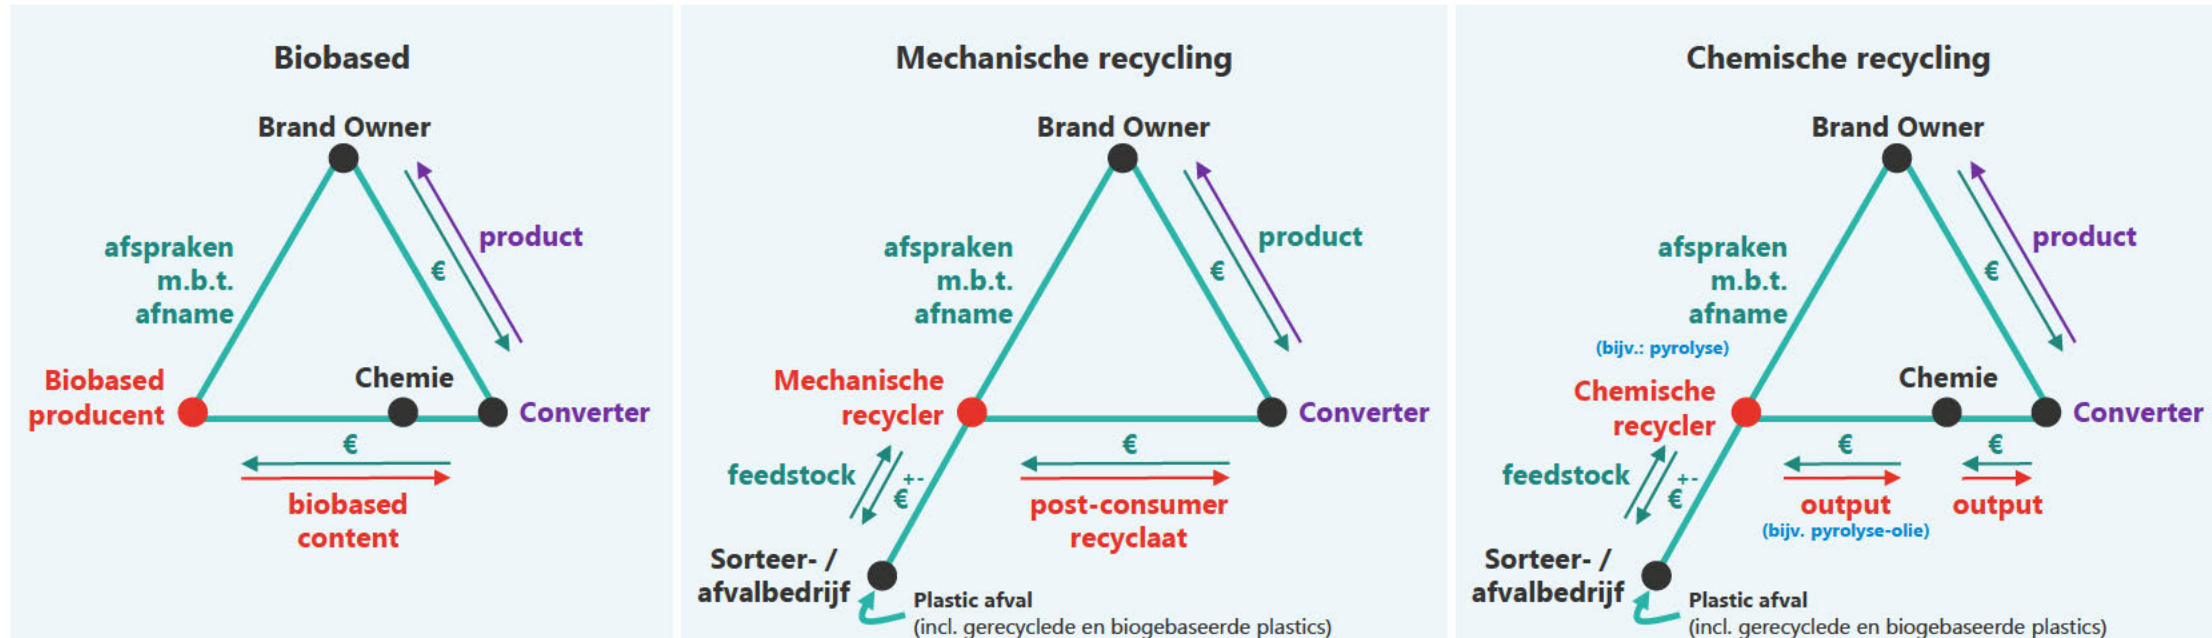 Biobased
Brand Owner
afspraken
m.b.t.
afname
product
€
Biobased
producent
Chemie
Converter
€
biobased
content
Mechanische recycling
Brand Owner
afspraken
m.b.t.
afname
product
€
Mechanische
recycler
Converter
feedstock
€ + -
€
post-consumer
recyclaat
Sorteer- /
afvalbedrijf
Plastic afval
(incl. gerecyclede en biogebaseerde plastics)
Chemische recycling
Brand Owner
afspraken
m.b.t.
afname
product
€
(bijv.: pyrolyse)
Chemische
recycler
Chemie
Converter
feedstock
€ + -
€
output
(bijv. pyrolyse-olie)
€
output
Sorteer- /
afvalbedrijf
Plastic afval
(incl. gerecyclede en biogebaseerde plastics)